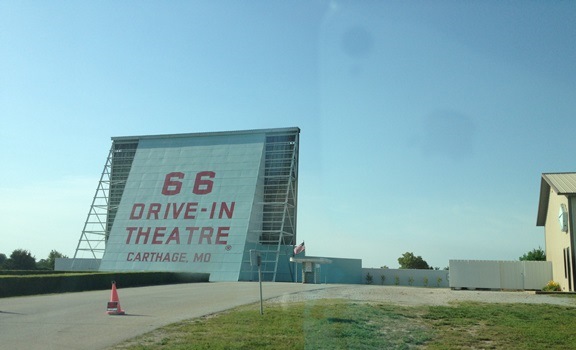 66
DRIVE-IN
THEATRE
CARTHAGE, MO